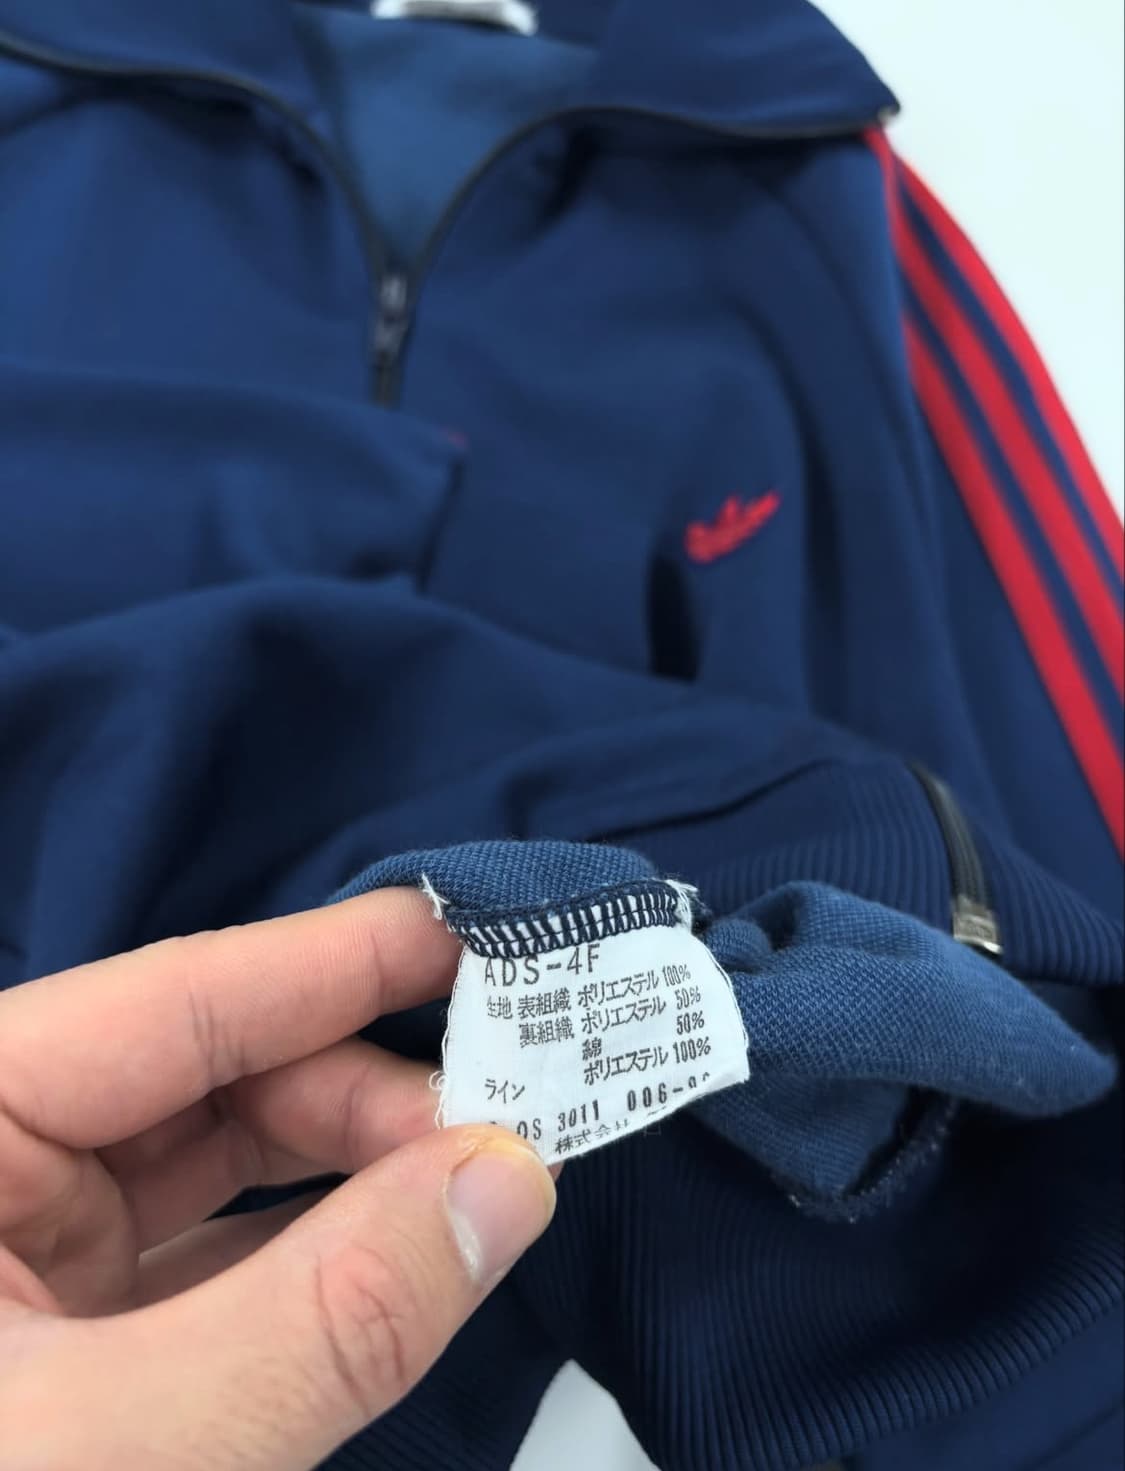 ADS-4F
生地 表組織 ポリエステル 100%
裏組織 ポリエステル 50%
綿 50%
ポリエステル 100%
ライン
OS 3011 006-
株式会社